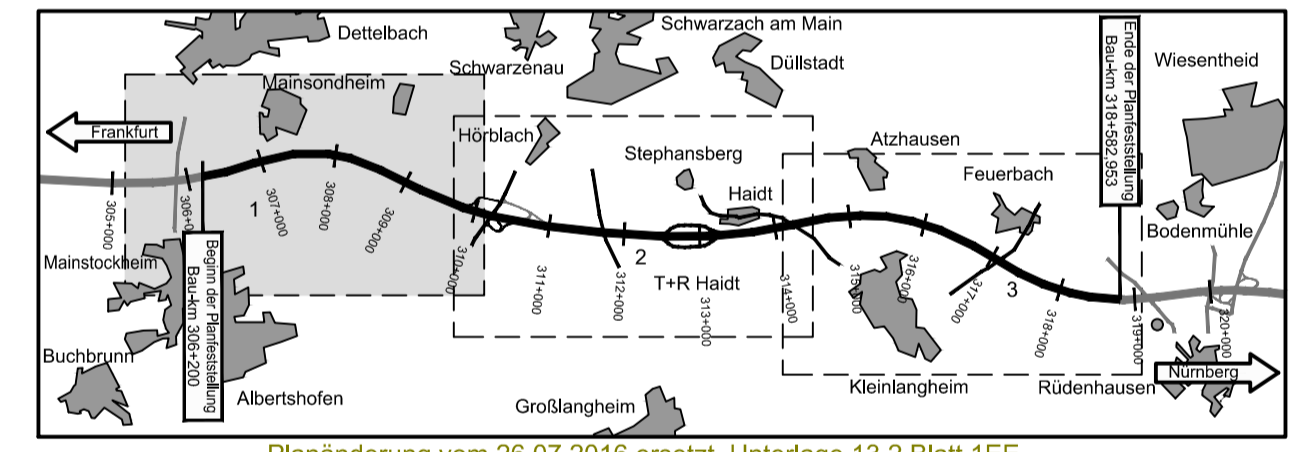 Dettelbach
Schwarzach am Main
Schwarzenau
Düllstadt
Wiesentheid
Mainsondheim
Frankfurt
Hörblach
Stephansberg
Atzhausen
Haidt
Feuerbach
Bodenmühle
Ende der Planfeststellung
Bau-km 318+582,953
Beginn der Planfeststellung
Bau-km 306+200
305+000
306+0
307+000
308+000
309+000
310+000
311+000
312+000
313+000
314+000
315+000
316+000
317+000
318+000
319+000
320+000
1
2
3
T+R Haidt
Mainstockheim
Buchbrunn
Albertshofen
Großlangheim
Kleinlangheim
Rüdenhausen
Nürnberg